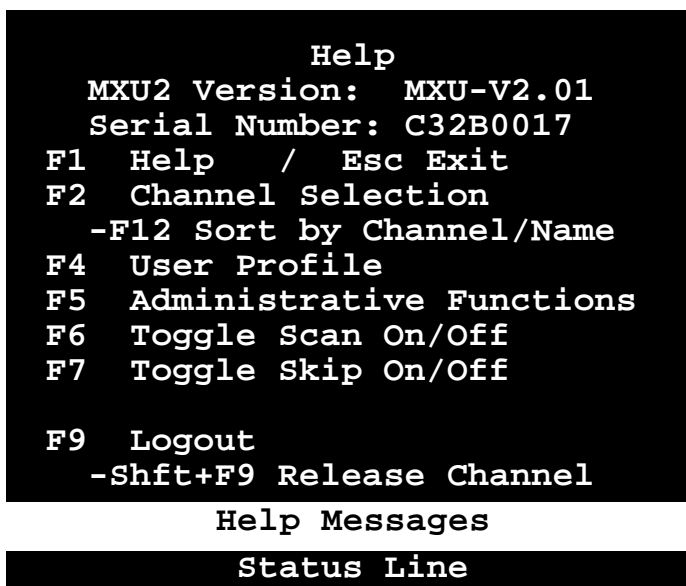 Help
MXU2 Version: MXU-V2.01
Serial Number: C32B0017
F1 Help / Esc Exit
F2 Channel Selection
-F12 Sort by Channel/Name
F4 User Profile
F5 Administrative Functions
F6 Toggle Scan On/Off
F7 Toggle Skip On/Off
F9 Logout
-Shft+F9 Release Channel
Help Messages
Status Line